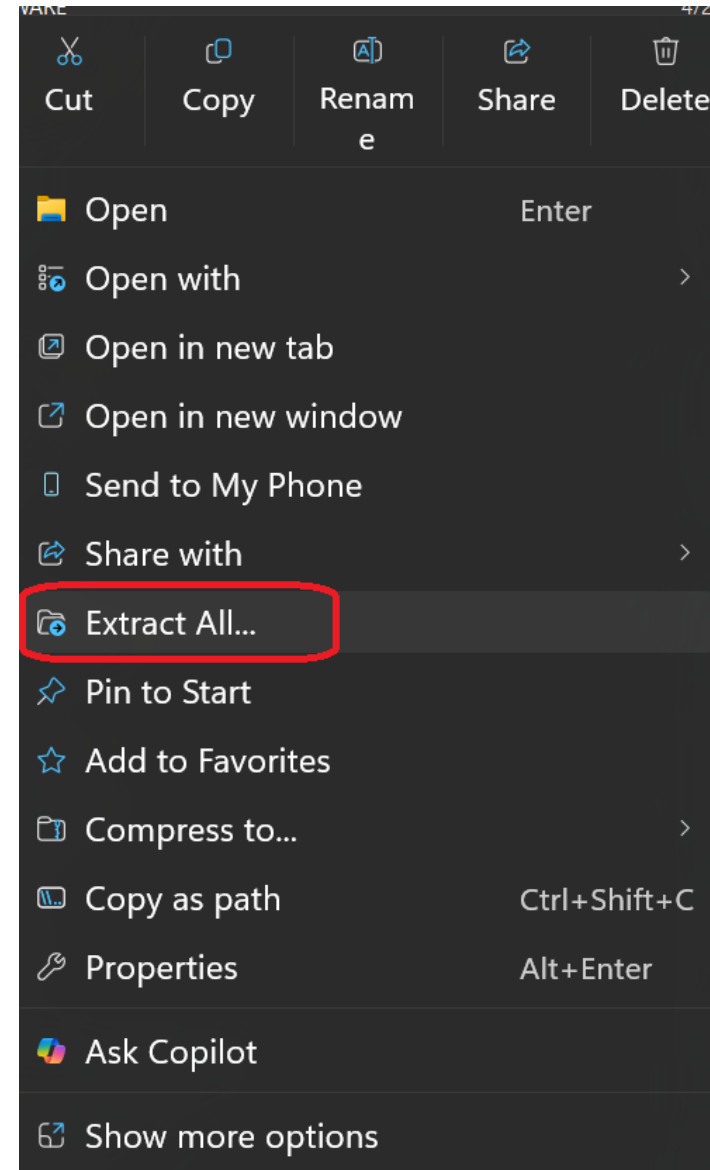 Cut Copy Renam Share Delete
e
Open Enter
Open with
Open in new tab
Open in new window
Send to My Phone
Share with
Extract All...
Pin to Start
Add to Favorites
Compress to...
Copy as path Ctrl+Shift+C
Properties Alt+Enter
Ask Copilot
Show more options